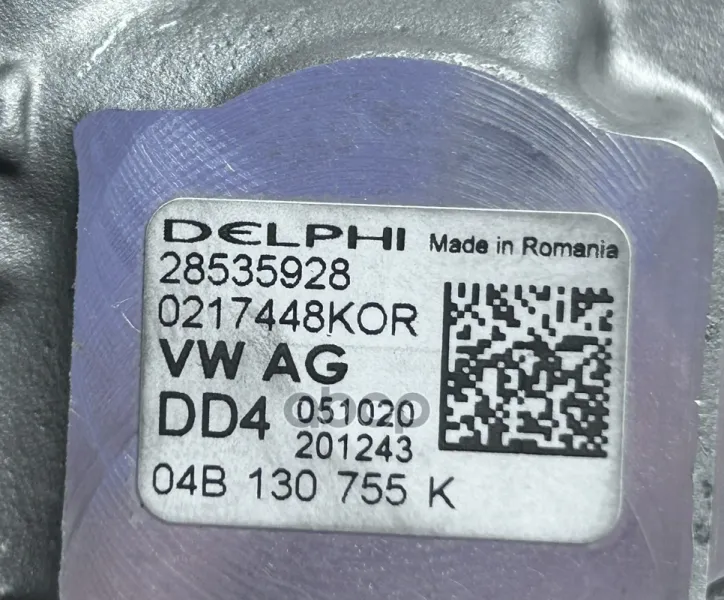 DELPHI Made in Romania
28535928
0217448KOR
VW AG
DD4 051020
201243
04B 130 755 K